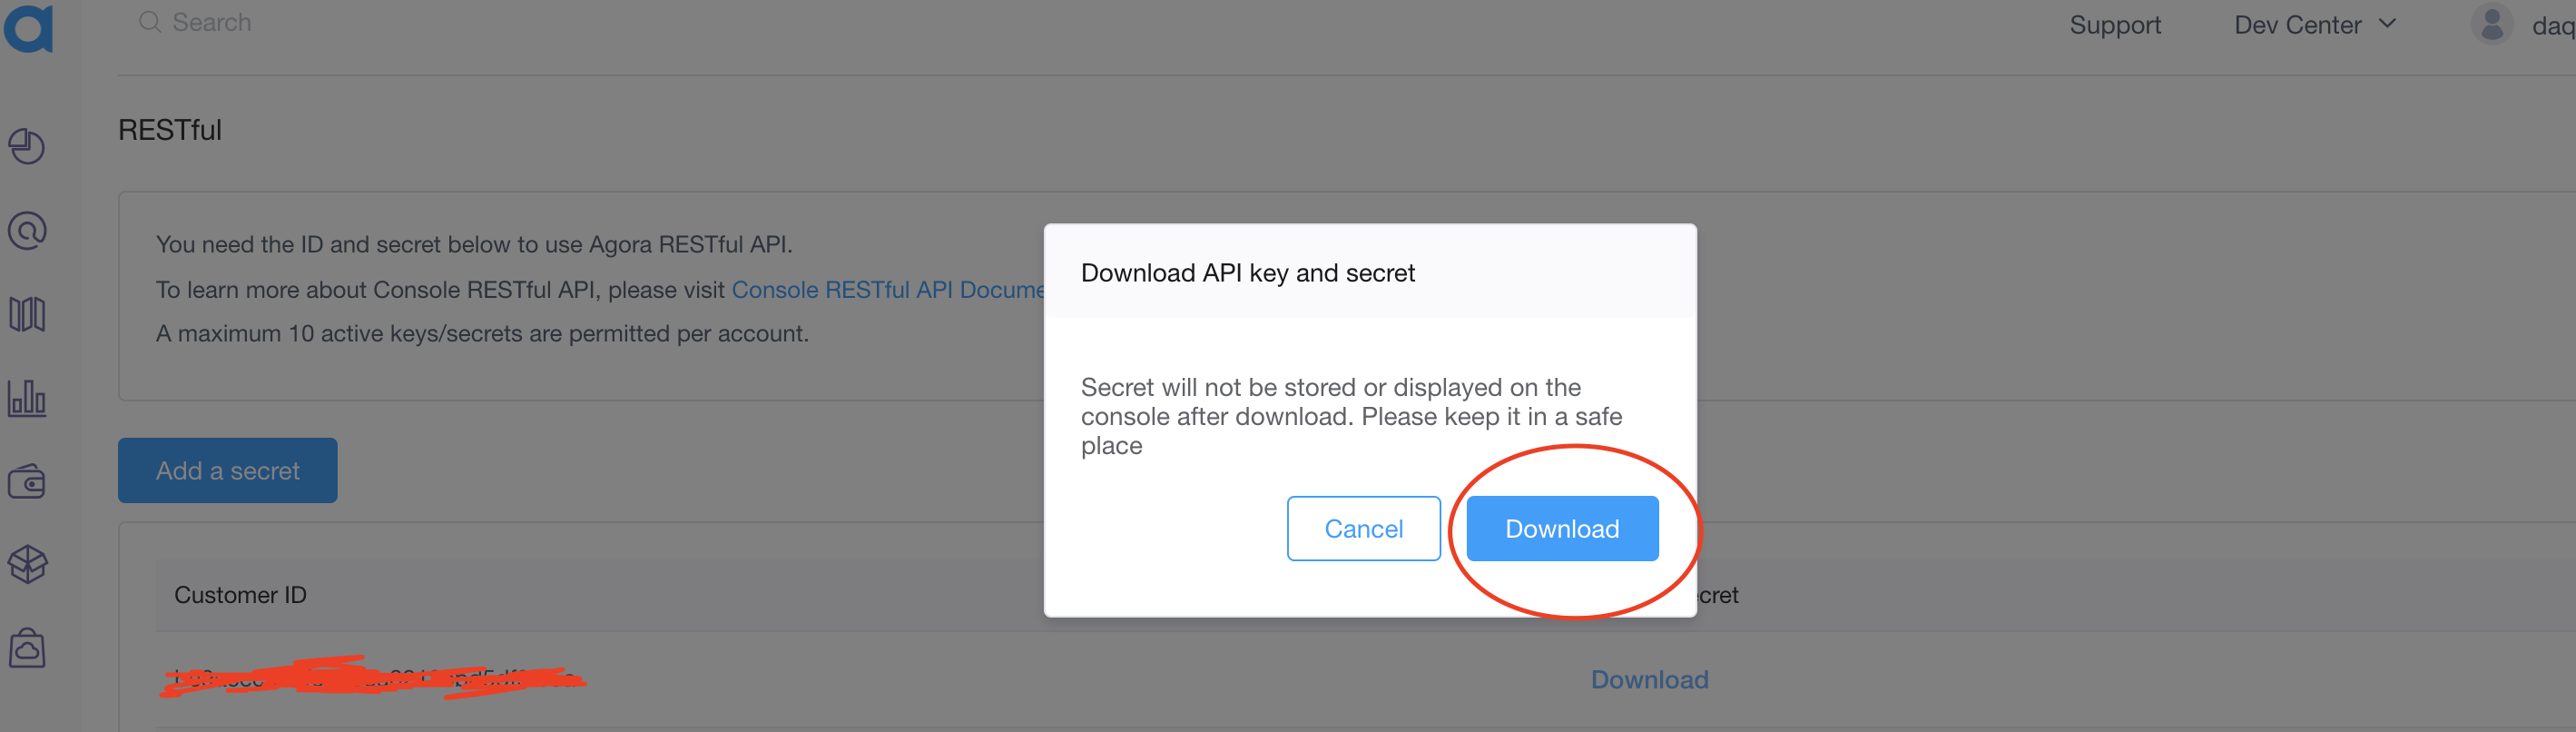 Search
Support
Dev Center
daq
RESTful
You need the ID and secret below to use Agora RESTful API.
To learn more about Console RESTful API, please visit Console RESTful API Docume
A maximum 10 active keys/secrets are permitted per account.
Download API key and secret
Secret will not be stored or displayed on the
console after download. Please keep it in a safe
place
Cancel
Download
Add a secret
Customer ID
cret
Download